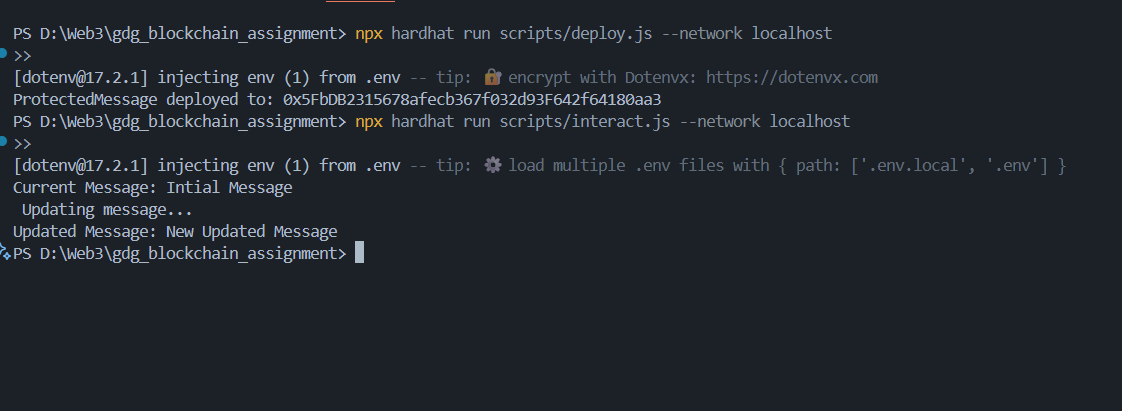 PS D:\Web3\gdg_blockchain_assignment> npx hardhat run scripts/deploy.js --network localhost
>>
[dotenv@17.2.1] injecting env (1) from .env -- tip: 🔐 encrypt with Dotenvx: https://dotenvx.com
ProtectedMessage deployed to: 0x5FbDB2315678afecb367f032d93F642f64180aa3
PS D:\Web3\gdg_blockchain_assignment> npx hardhat run scripts/interact.js --network localhost
>>
[dotenv@17.2.1] injecting env (1) from .env -- tip: ⚙️ load multiple .env files with { path: ['.env.local', '.env'] }
Current Message: Intial Message
 Updating message...
Updated Message: New Updated Message
PS D:\Web3\gdg_blockchain_assignment>